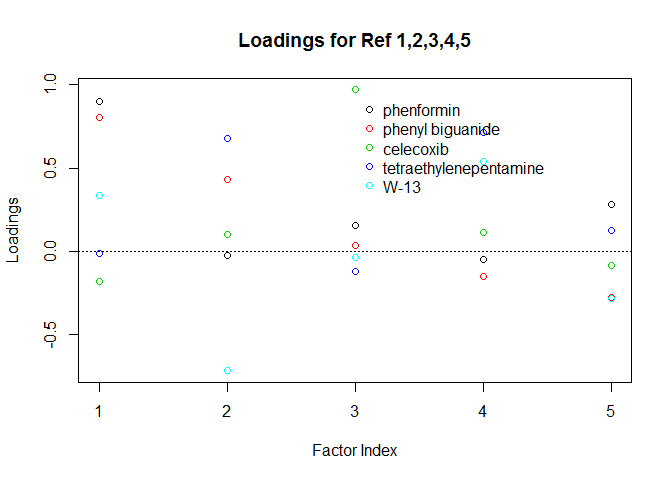 Loadings for Ref 1,2,3,4,5
Loadings
1.0
0.5
0.0
-0.5
phenformin
phenyl biguanide
celecoxib
tetraethylenepentamine
W-13
1 2 3 4 5
Factor Index